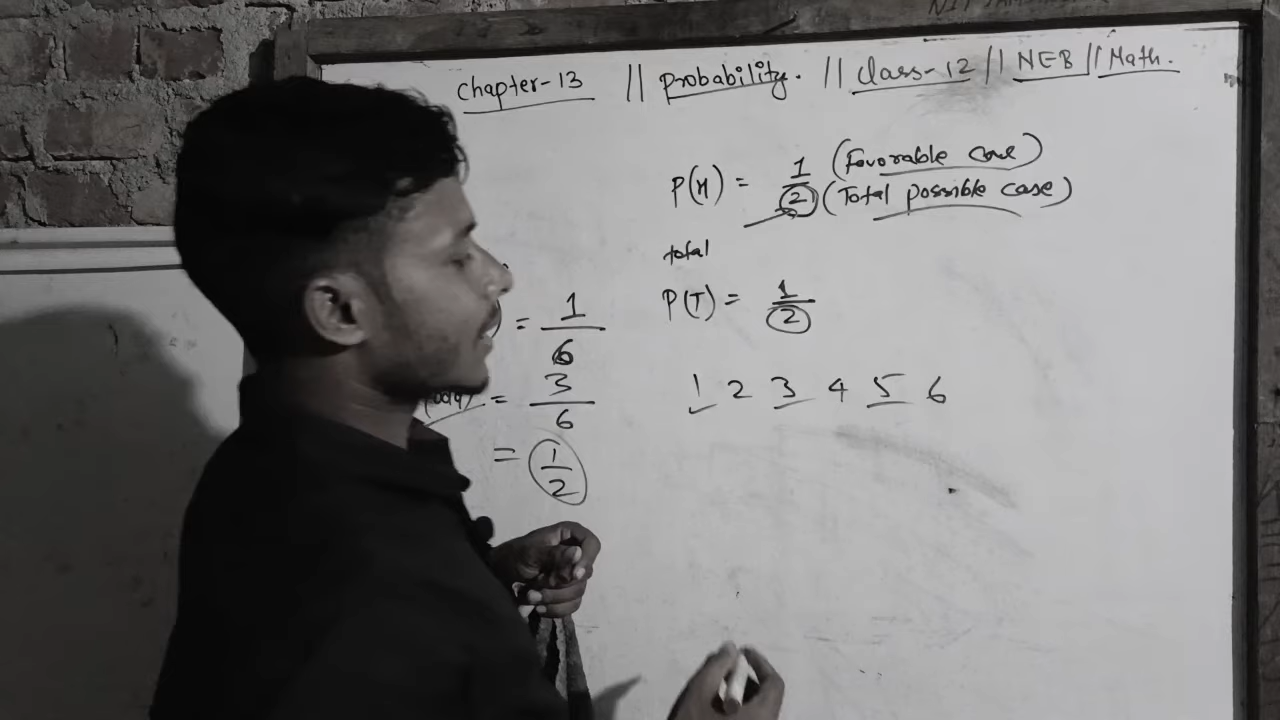 chapter-13 || probability. || class-12 || NEB || Math.
P(H) = 1/2 (Favorable case)
(Total possible case)
total
P(T) = 1/2
) = 1/6
= 3/6
= 1/2
1 2 3 4 5 6